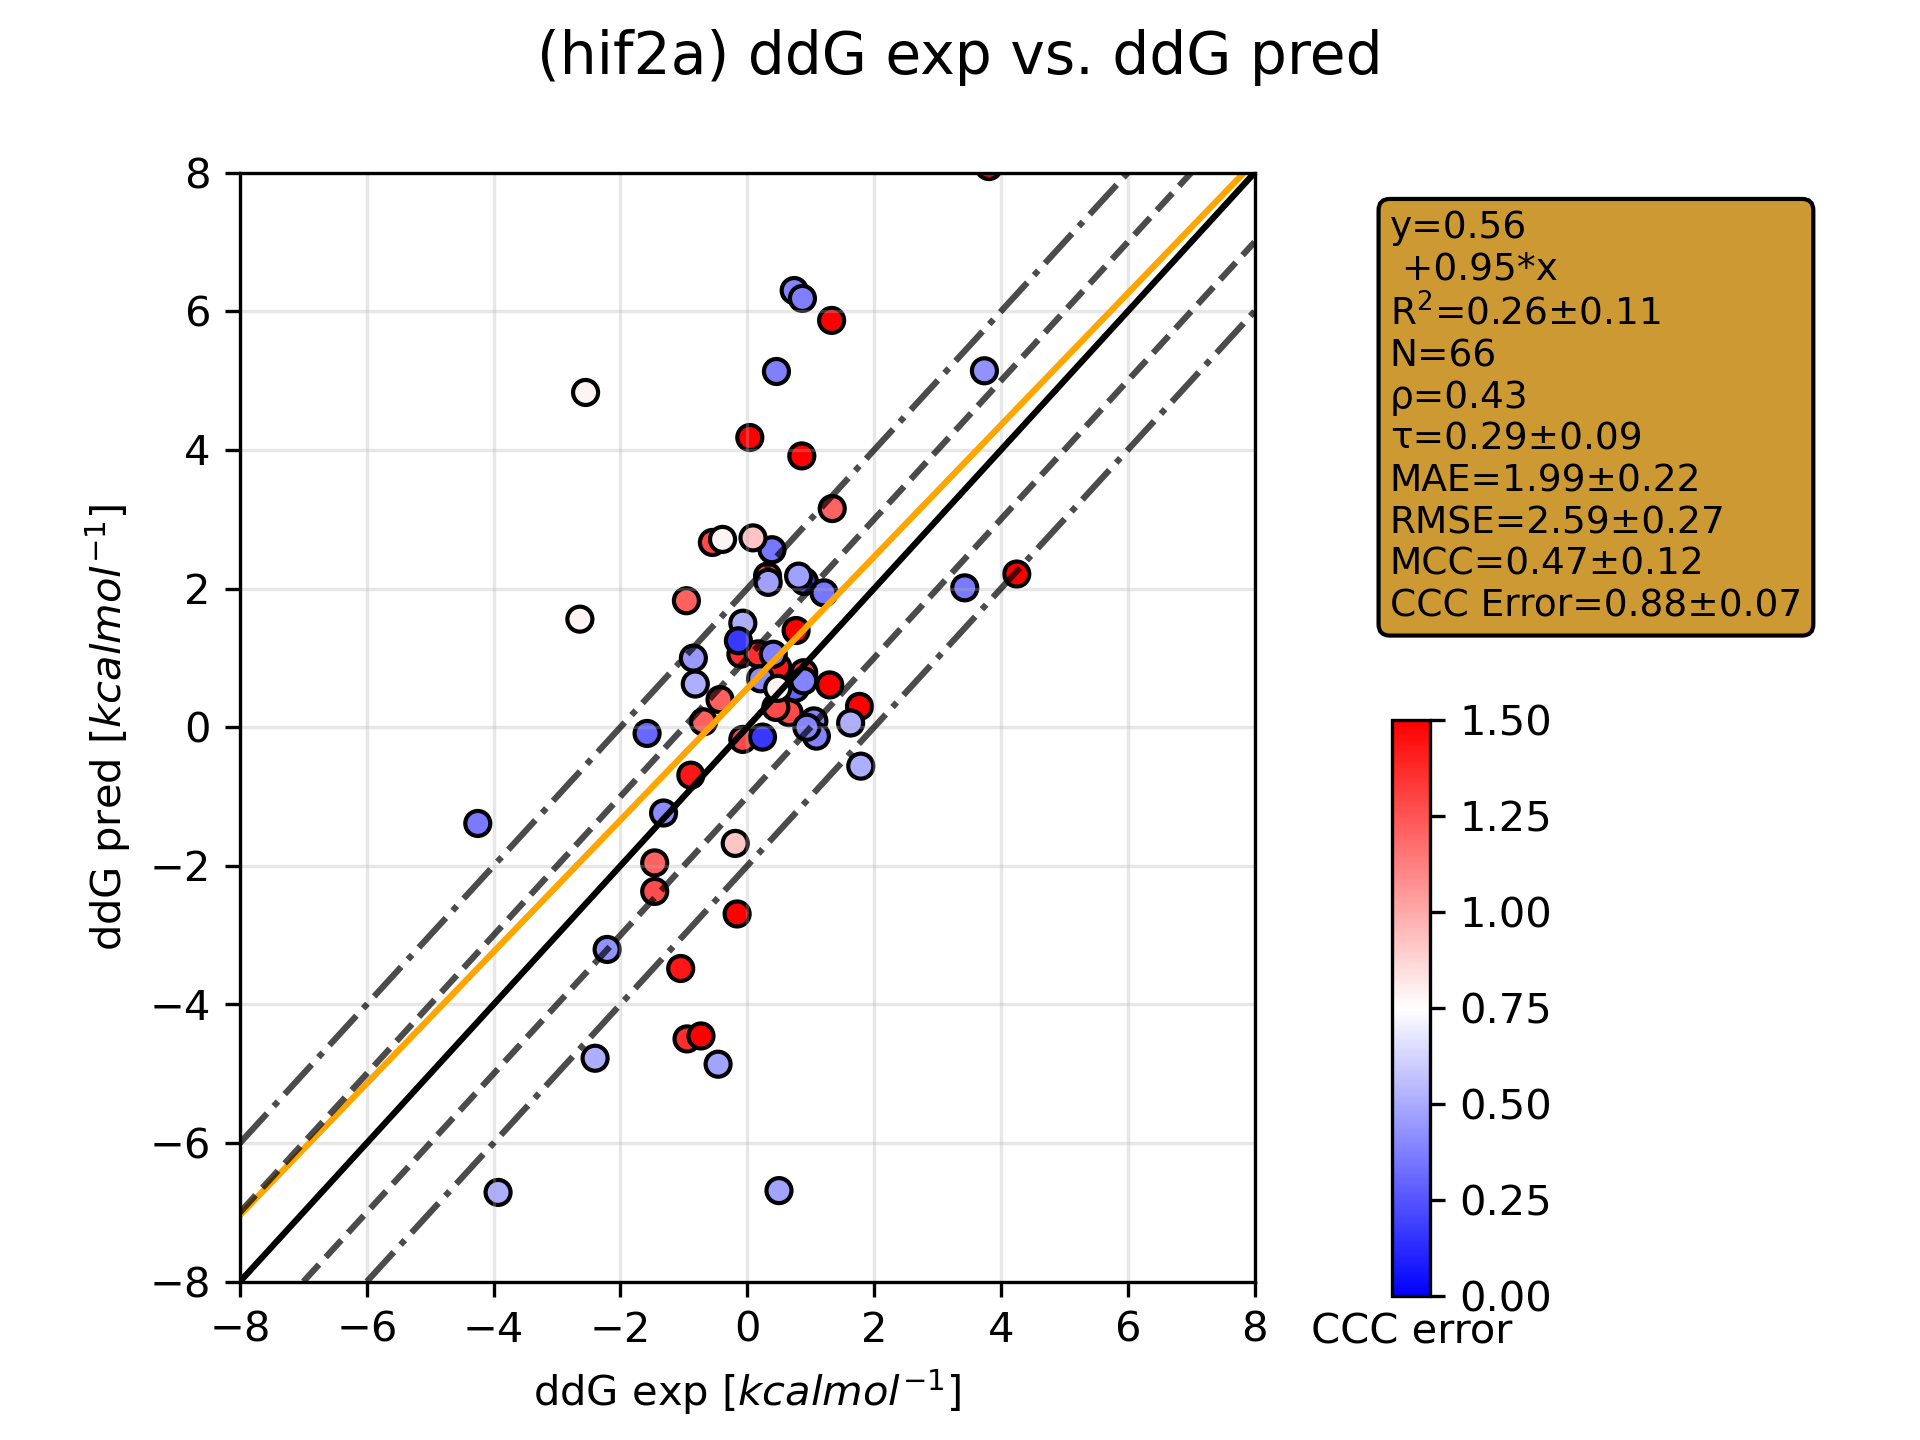 (hif2a) ddG exp vs. ddG pred
8
6
4
2
0
−2
−4
−6
−8
ddG pred [kcalmol⁻¹]
−8 −6 −4 −2 0 2 4 6 8
ddG exp [kcalmol⁻¹]
y=0.56
+0.95*x
R²=0.26±0.11
N=66
ρ=0.43
τ=0.29±0.09
MAE=1.99±0.22
RMSE=2.59±0.27
MCC=0.47±0.12
CCC Error=0.88±0.07
1.50
1.25
1.00
0.75
0.50
0.25
0.00
CCC error